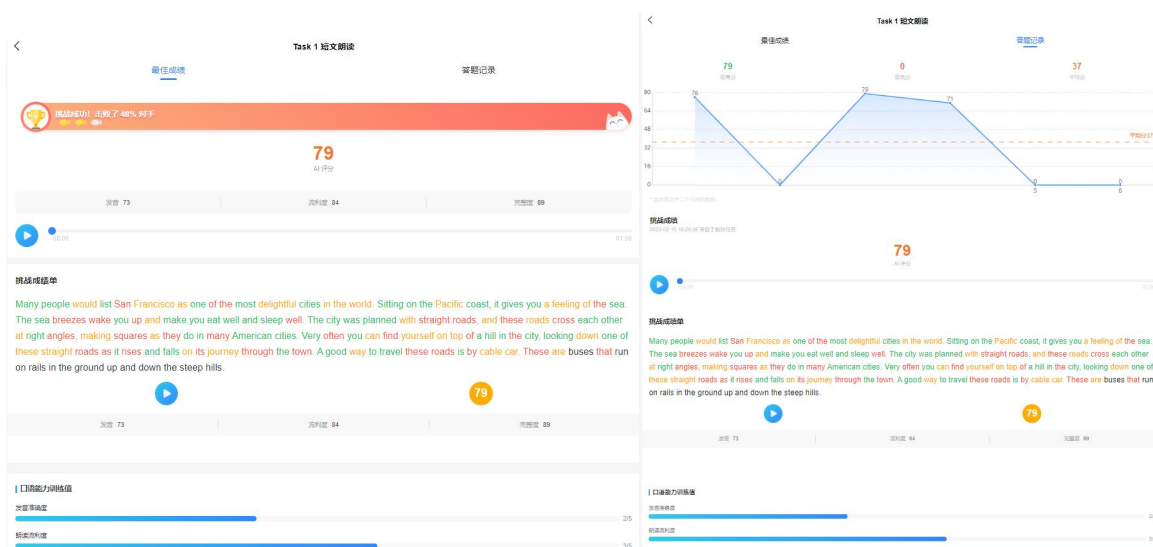 Task 1 短文朗读
最佳成绩
答题记录
挑战成功！击败了 48% 对手
79
AI 评分
发音 73
流利度 84
完整度 89
00:00
01:05
挑战成绩单
Many people would list San Francisco as one of the most delightful cities in the world. Sitting on the Pacific coast, it gives you a feeling of the sea.
The sea breezes wake you up and make you eat well and sleep well. The city was planned with straight roads, and these roads cross each other
at right angles, making squares as they do in many American cities. Very often you can find yourself on top of a hill in the city, looking down one of
these straight roads as it rises and falls on its journey through the town. A good way to travel these roads is by cable car. These are buses that run
on rails in the ground up and down the steep hills.
79
发音 73
流利度 84
完整度 89
口语能力训练值
发音准确度
2/5
朗读流利度
3/5
Task 1 短文朗读
最佳成绩
答题记录
79
最高分
0
最低分
37
平均分
80
64
48
32
16
0
76
0
79
71
0
0
5
6
平均分37
挑战成绩
79
AI 评分
挑战成绩单
Many people would list San Francisco as one of the most delightful cities in the world. Sitting on the Pacific coast, it gives you a feeling of the sea.
The sea breezes wake you up and make you eat well and sleep well. The city was planned with straight roads, and these roads cross each other
at right angles, making squares as they do in many American cities. Very often you can find yourself on top of a hill in the city, looking down one of
these straight roads as it rises and falls on its journey through the town. A good way to travel these roads is by cable car. These are buses that run
on rails in the ground up and down the steep hills.
79
发音 73
流利度 84
完整度 89
口语能力训练值
发音准确度
朗读流利度